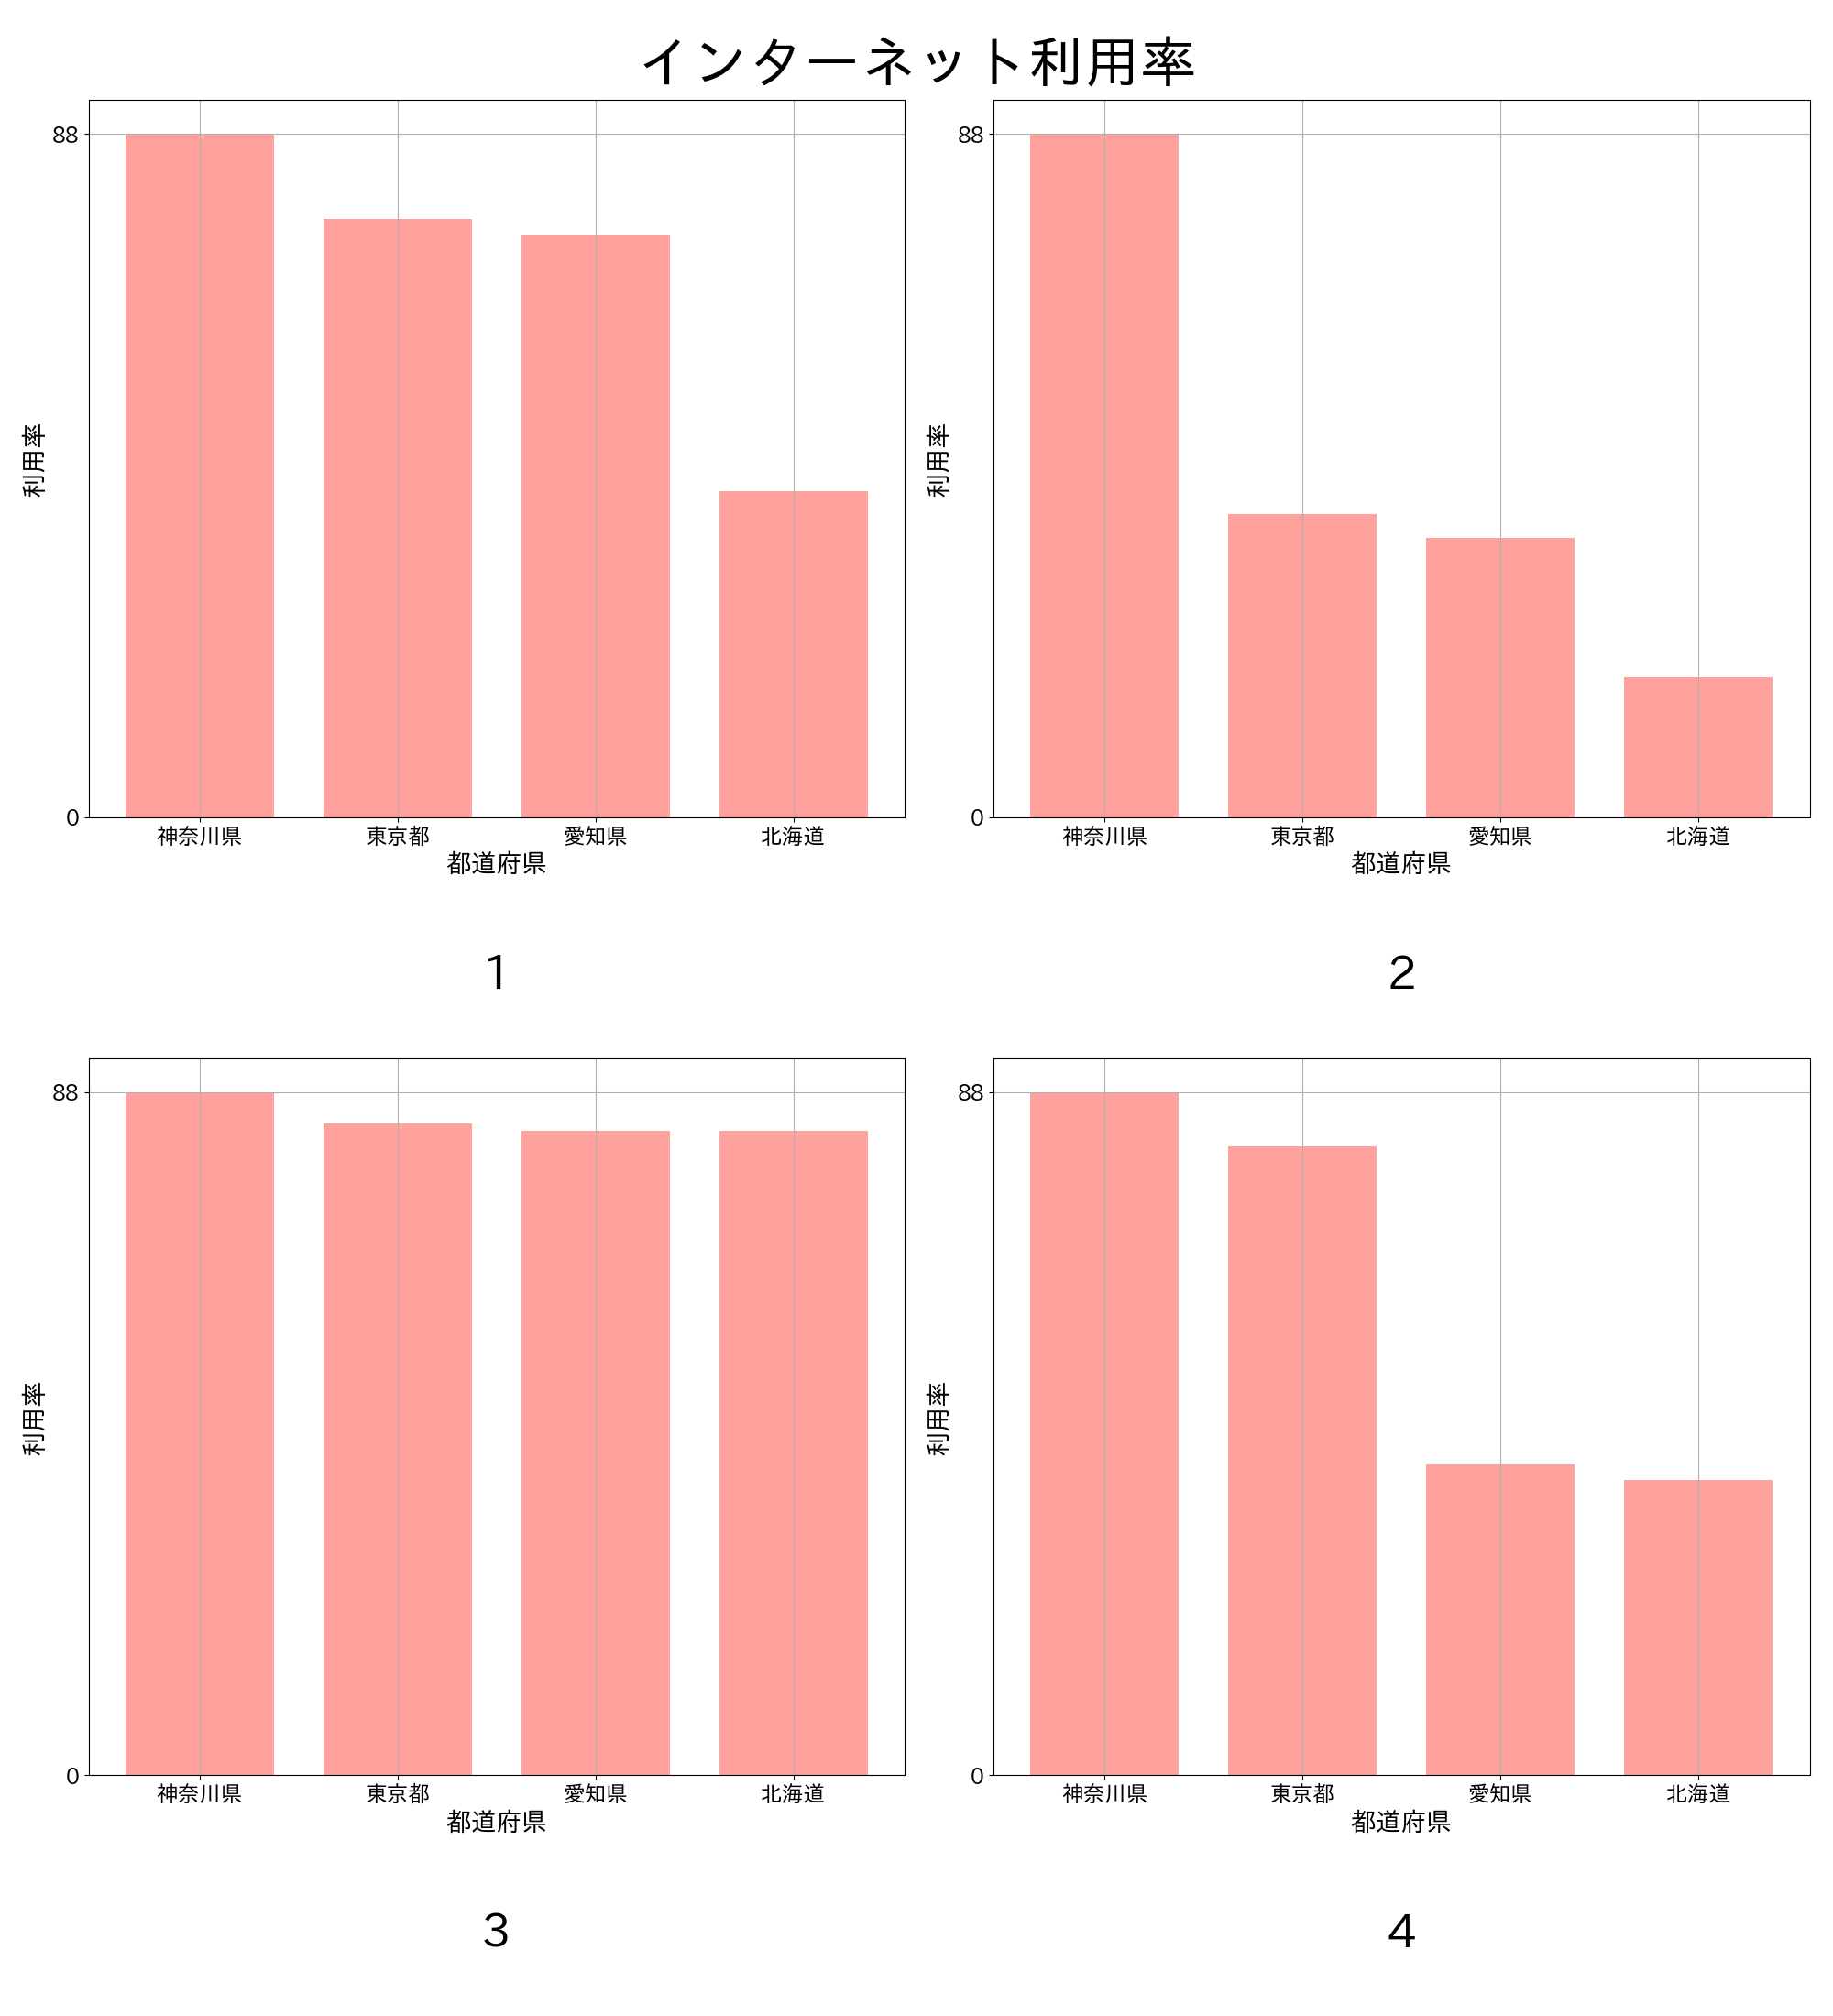 インターネット利用率
88
0
利用率
神奈川県 東京都 愛知県 北海道
都道府県
1
88
0
利用率
神奈川県 東京都 愛知県 北海道
都道府県
2
88
0
利用率
神奈川県 東京都 愛知県 北海道
都道府県
3
88
0
利用率
神奈川県 東京都 愛知県 北海道
都道府県
4